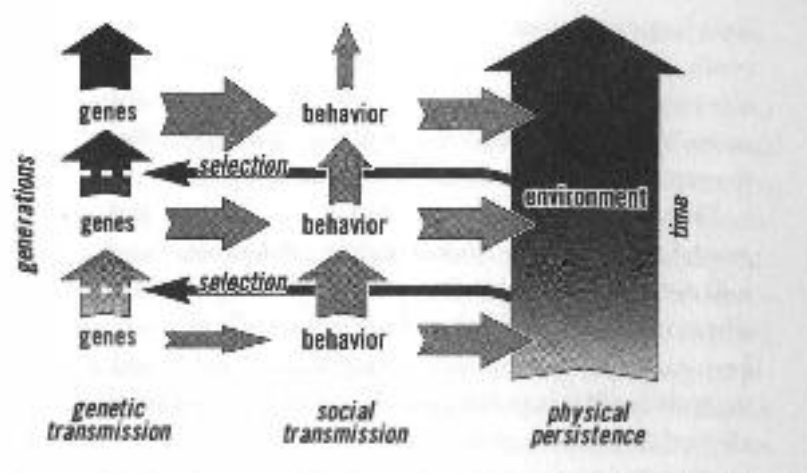 genes
behavior
selection
environment
genes
behavior
selection
genes
behavior
generations
time
genetic
transmission
social
transmission
physical
persistence